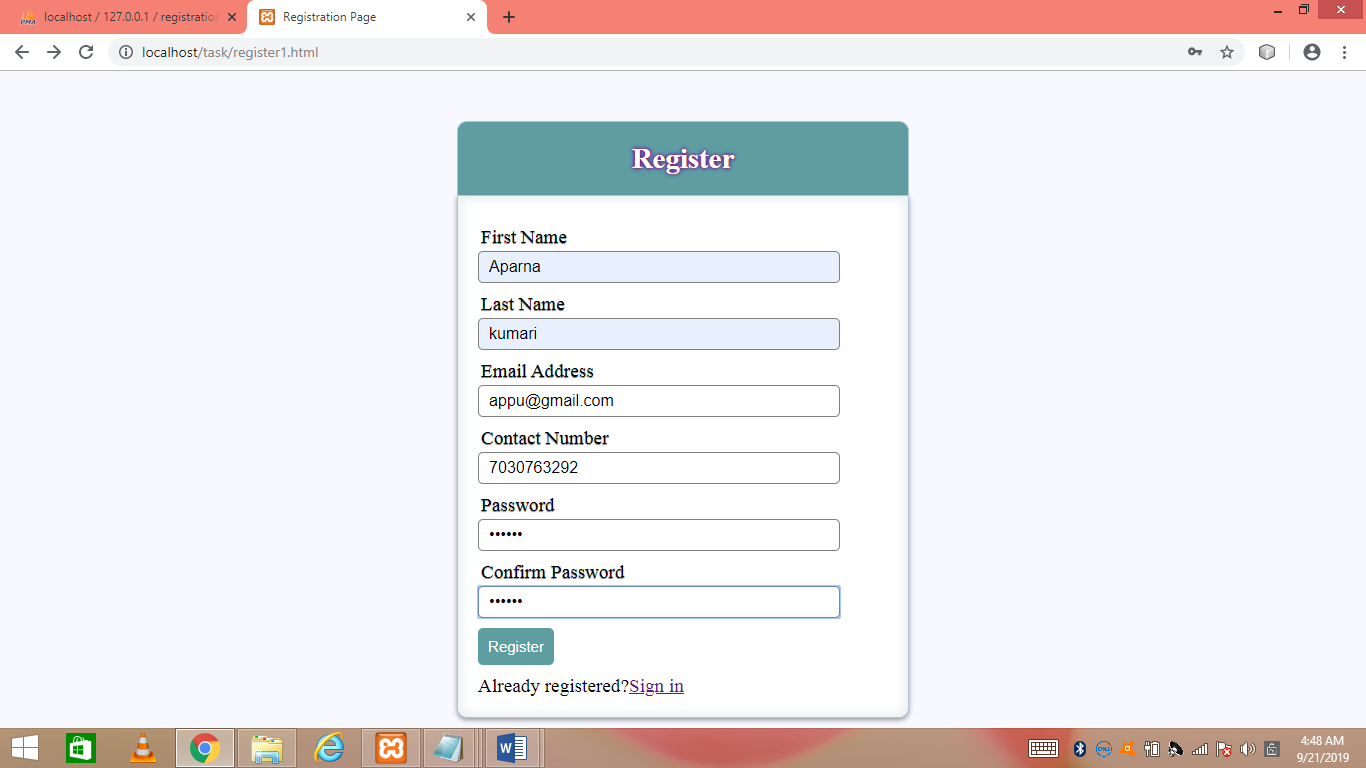 localhost / 127.0.0.1 / registration
Registration Page
localhost/task/register1.html
Register
First Name
Aparna
Last Name
kumari
Email Address
appu@gmail.com
Contact Number
7030763292
Password
••••••
Confirm Password
••••••
Register
Already registered?Sign in
4:48 AM
9/21/2019